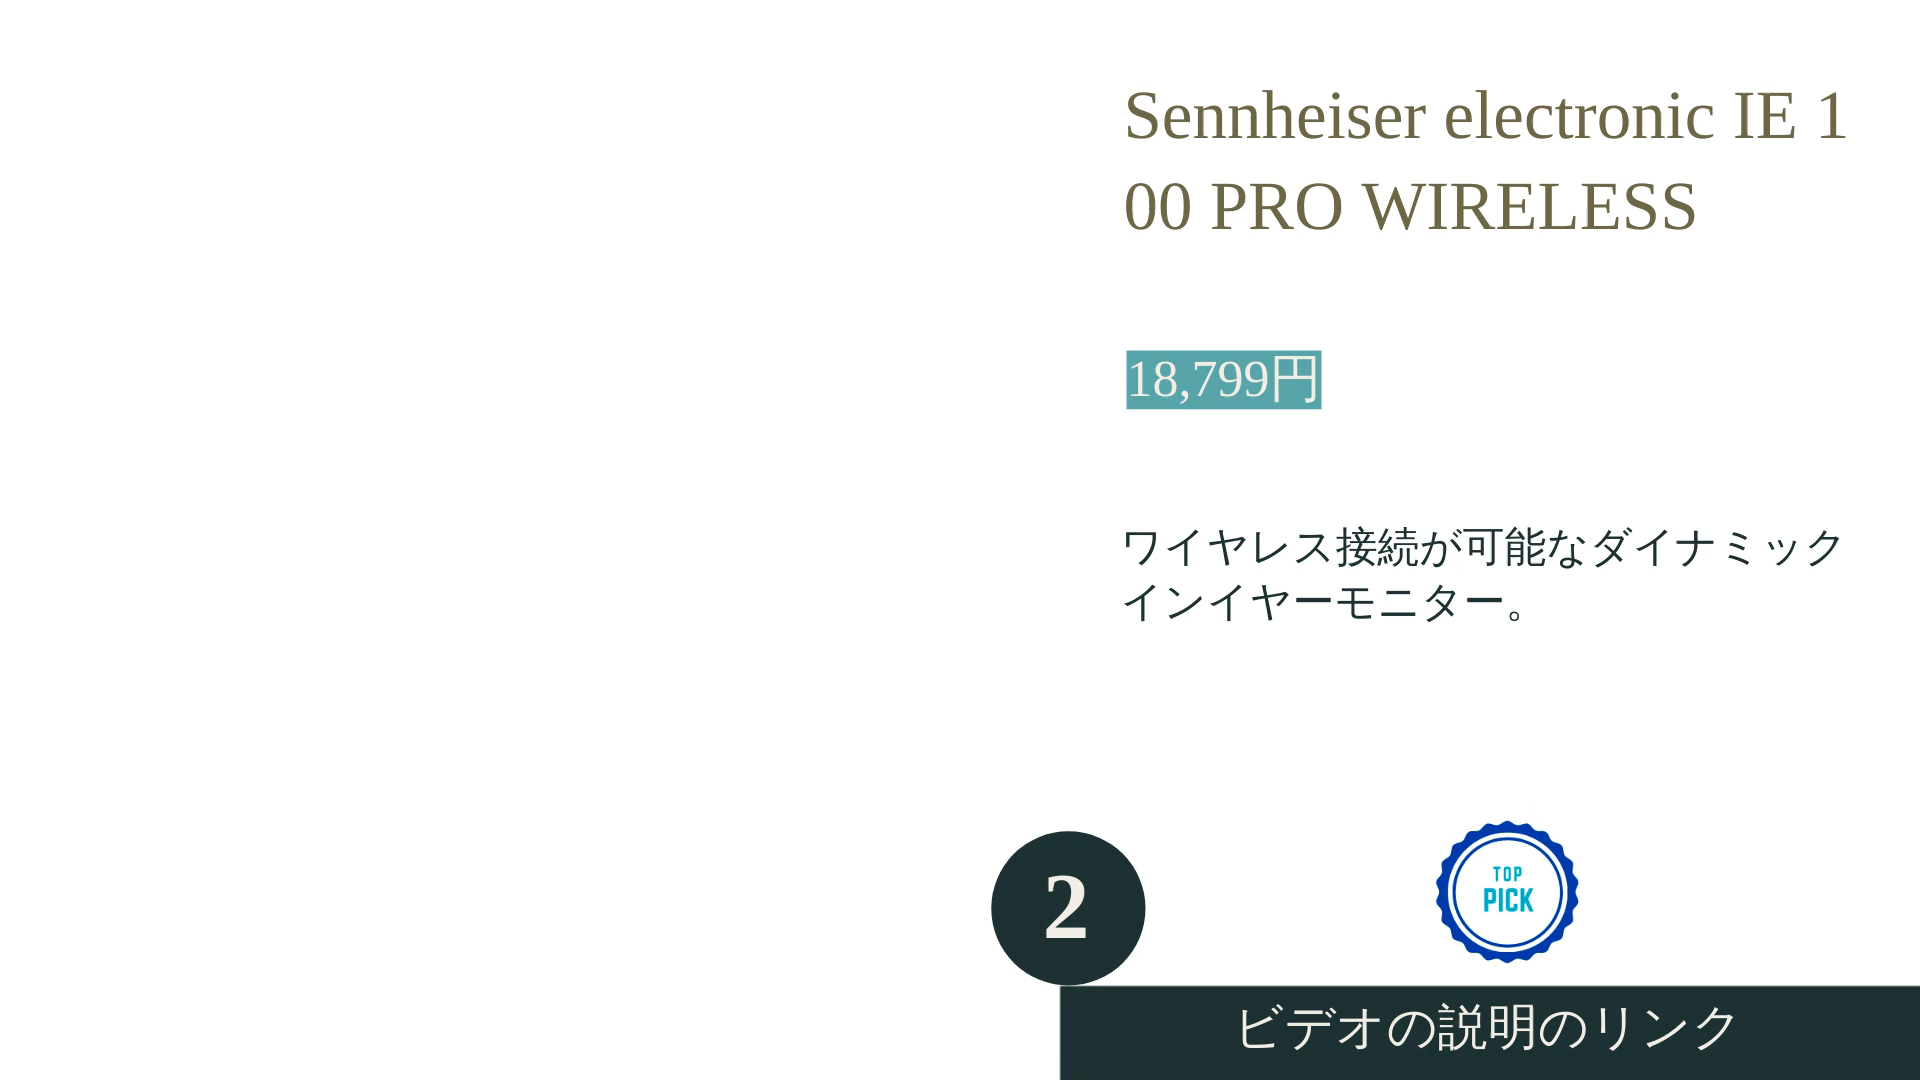 Sennheiser electronic IE 1
00 PRO WIRELESS
18,799円
ワイヤレス接続が可能なダイナミック
インイヤーモニター。
2
TOP
PICK
ビデオの説明のリンク